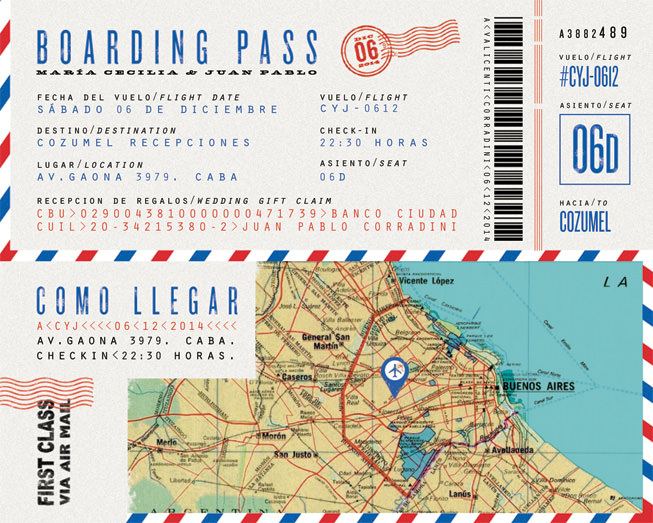 BOARDING PASS
MARÍA CECILIA & JUAN PABLO
DIC
06
2014
FECHA DEL VUELO/FLIGHT DATE
SÁBADO 06 DE DICIEMBRE
VUELO/FLIGHT
CYJ-0612
DESTINO/DESTINATION
COZUMEL RECEPCIONES
CHECK-IN
22:30 HORAS
LUGAR/LOCATION
AV.GAONA 3979. CABA
ASIENTO/SEAT
06D
RECEPCION DE REGALOS/WEDDING GIFT CLAIM
CBU>0290043810000000471739>BANCO CIUDAD
CUIL>20-34215380-2>JUAN PABLO CORRADINI
A<VALICENTI<CORRADINI<06<12<2014
A3882489
VUELO/FLIGHT
#CYJ-0612
ASIENTO/SEAT
06D
HACIA/TO
COZUMEL
COMO LLEGAR
A<CYJ<<<<06<12<2014<<<<
AV.GAONA 3979. CABA.
CHECKIN<22:30 HORAS.
FIRST CLASS
VIA AIR MAIL
Vicente López
LA
General San
Martín
Caseros
BUENOS AIRES
Morón
Merlo
San Justo
Avellaneda
Lanús
ARGENTINA